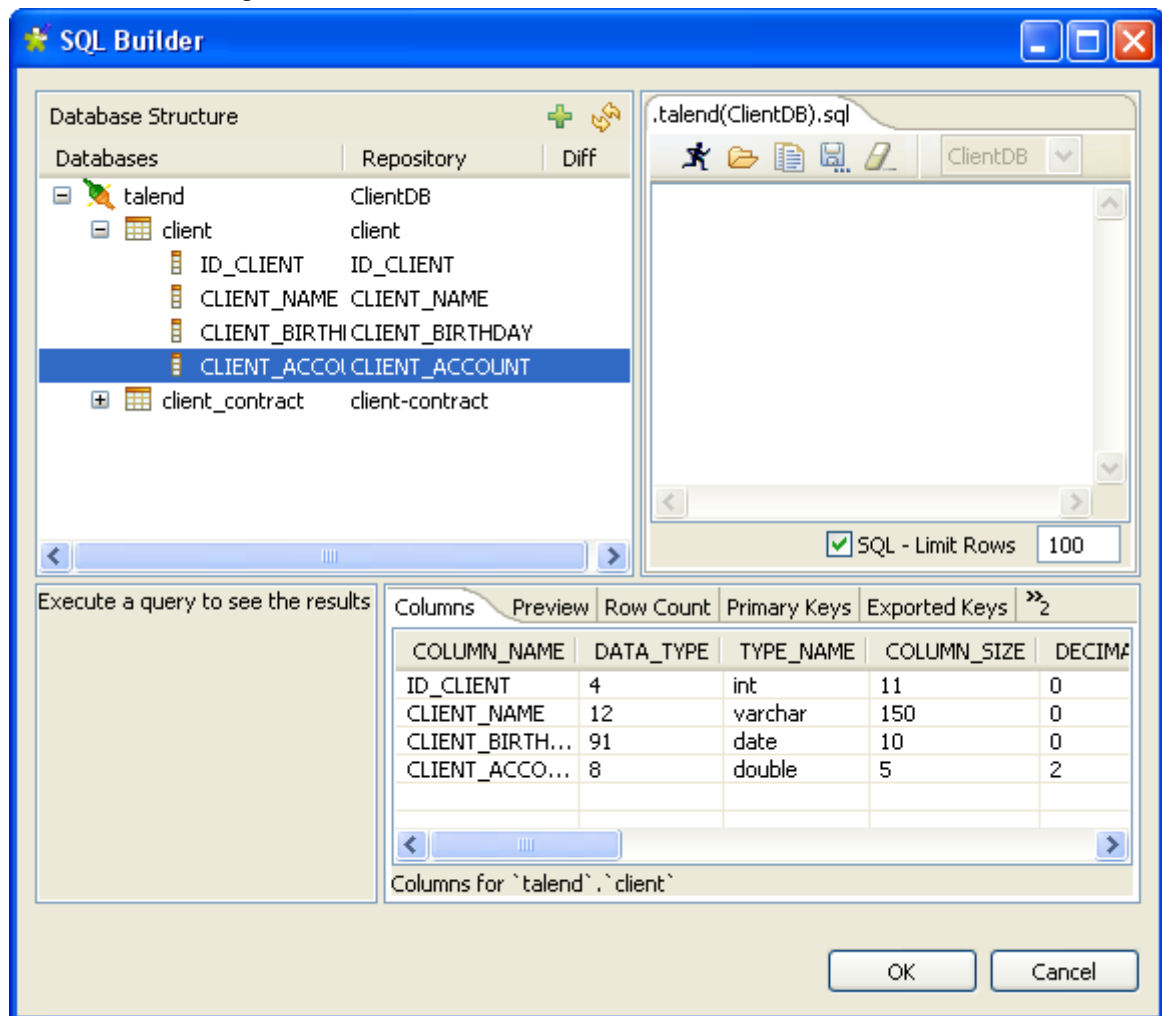 SQL Builder
Database Structure
Databases Repository Diff
talend ClientDB
client client
ID_CLIENT ID_CLIENT
CLIENT_NAME CLIENT_NAME
CLIENT_BIRTH CLIENT_BIRTHDAY
CLIENT_ACCO CLIENT_ACCOUNT
client_contract client-contract
.talend(ClientDB).sql
ClientDB
SQL - Limit Rows 100
Execute a query to see the results
Columns Preview Row Count Primary Keys Exported Keys »2
COLUMN_NAME DATA_TYPE TYPE_NAME COLUMN_SIZE DECIMA
ID_CLIENT 4 int 11 0
CLIENT_NAME 12 varchar 150 0
CLIENT_BIRTH... 91 date 10 0
CLIENT_ACCO... 8 double 5 2
Columns for `talend`.`client`
OK Cancel